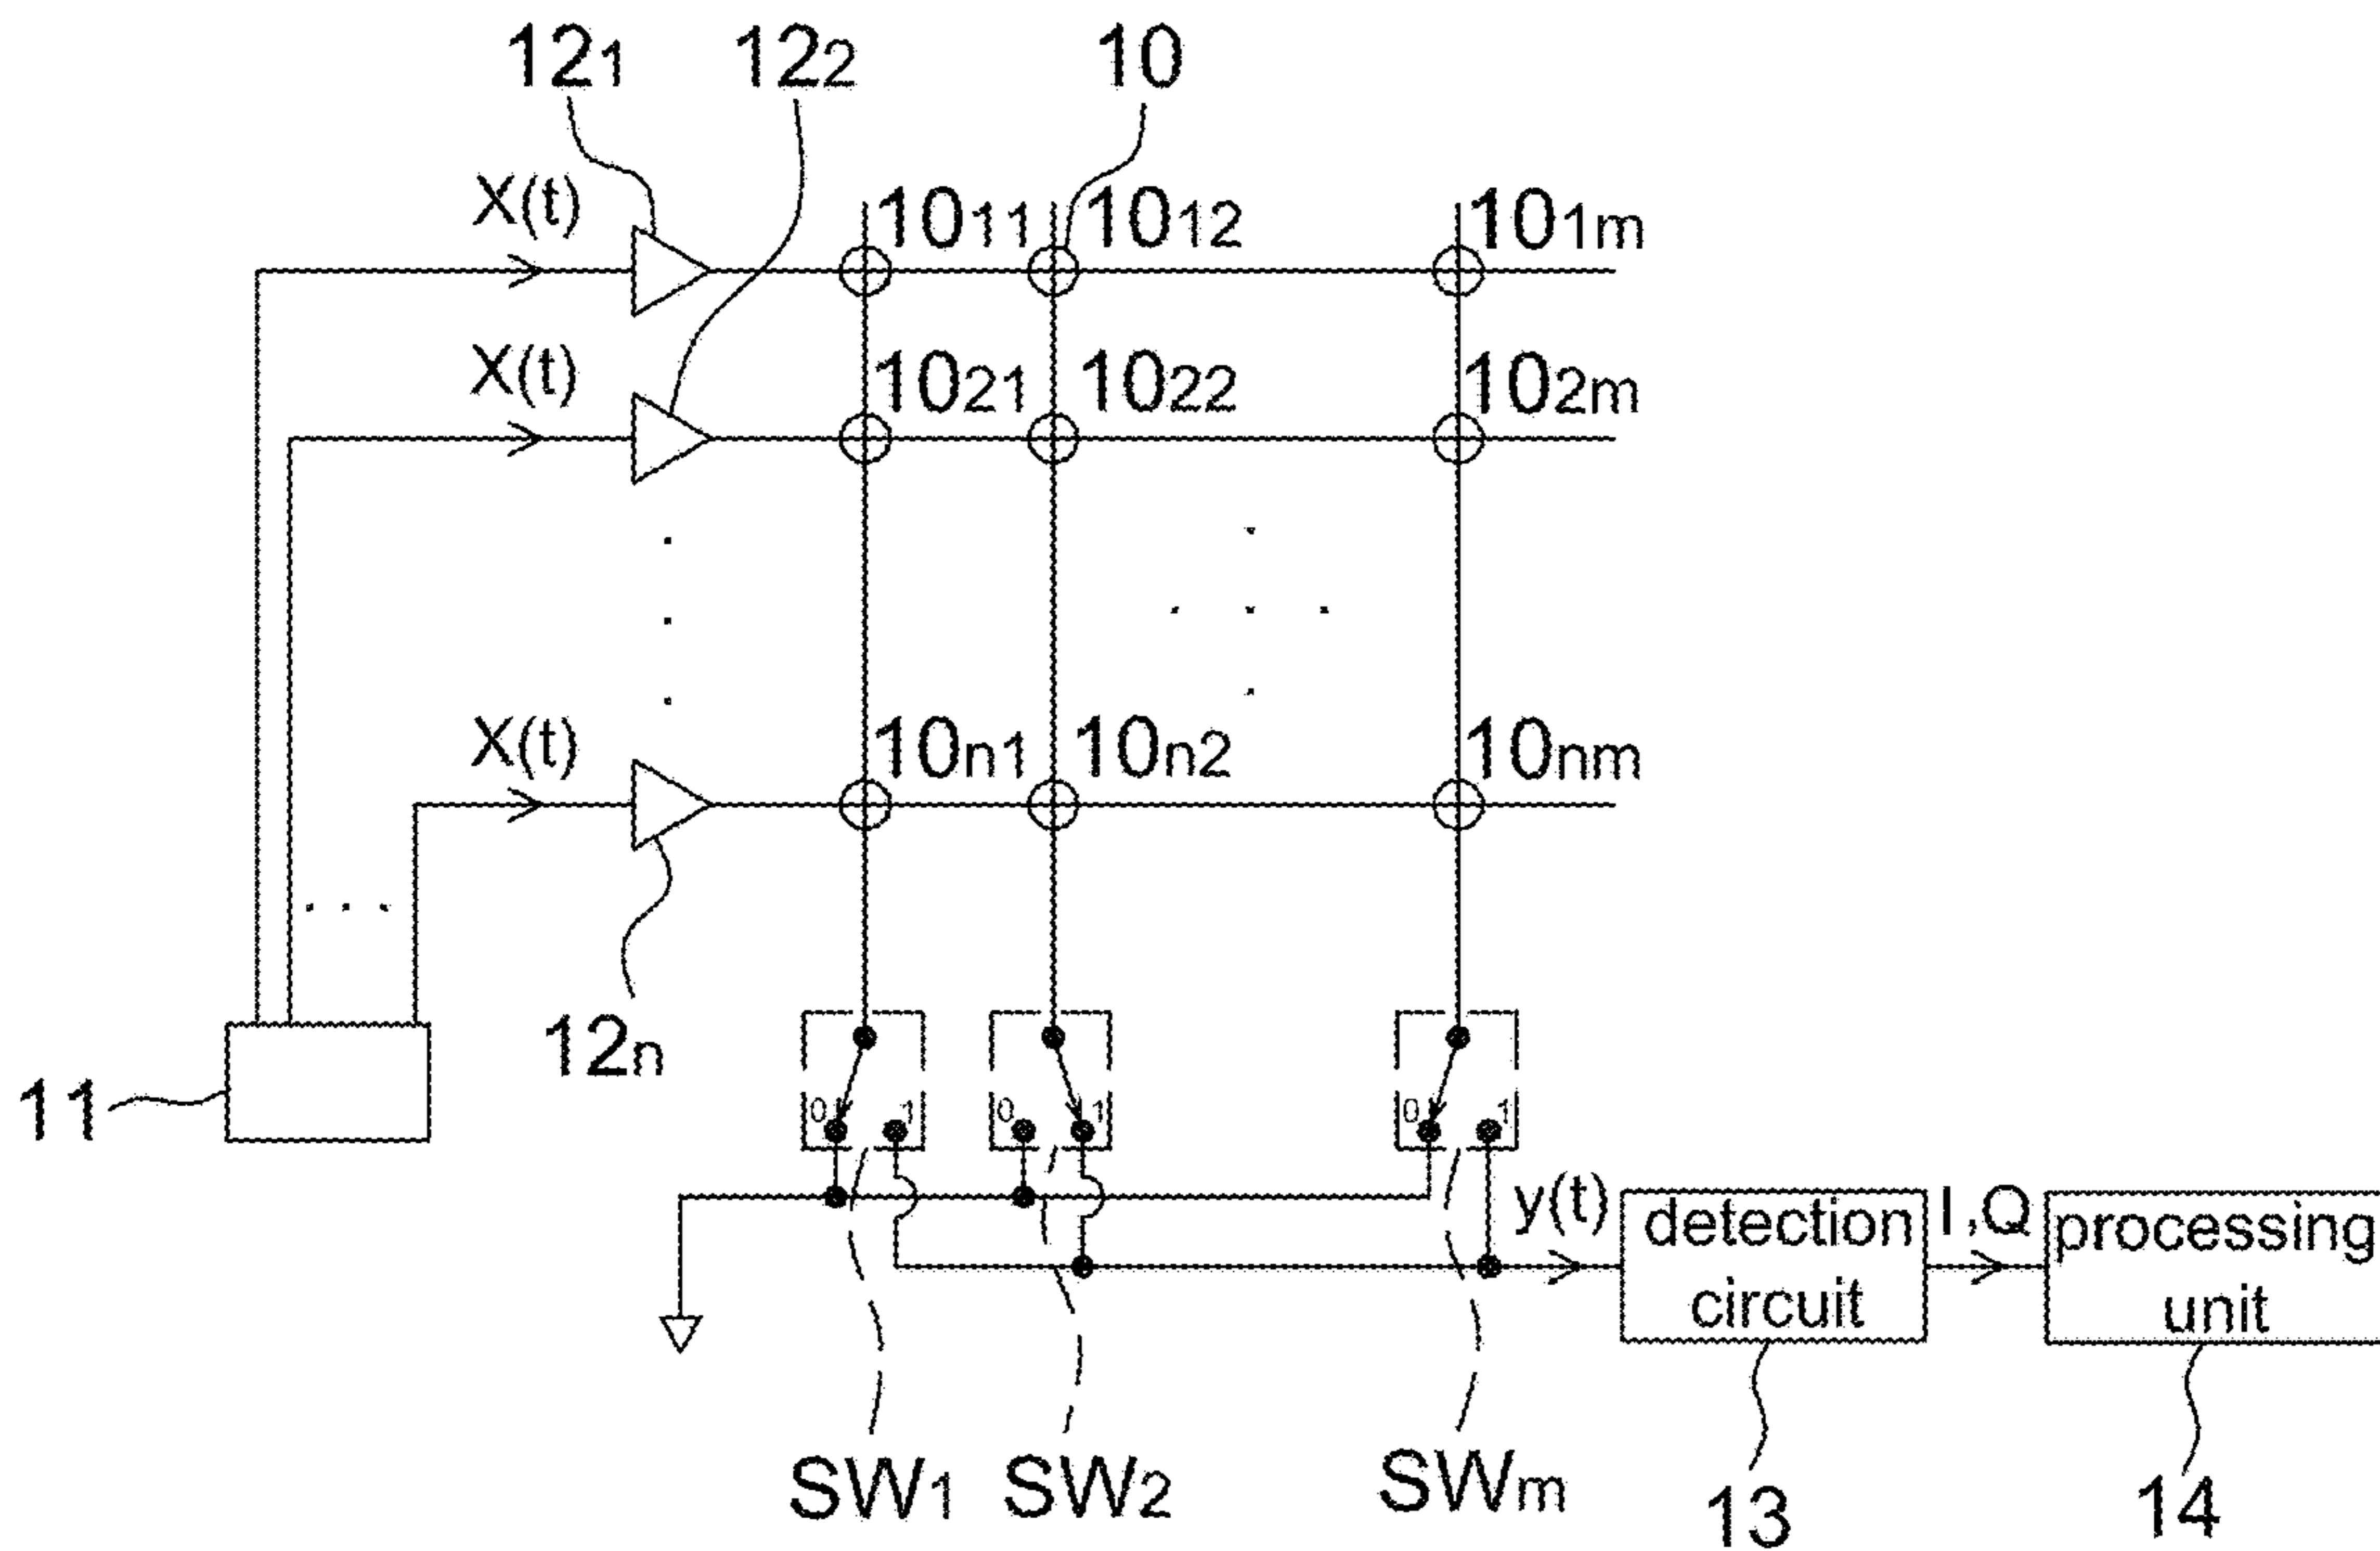 12₁ 12₂ 10
X(t) 10₁₁ 10₁₂ 10₁ₘ
X(t) 10₂₁ 10₂₂ 10₂ₘ
X(t) 10ₙ₁ 10ₙ₂ 10ₙₘ
12ₙ
11
0 1 0 1 0 1
y(t) detection circuit I,Q processing unit
SW₁ SW₂ SWₘ 13 14